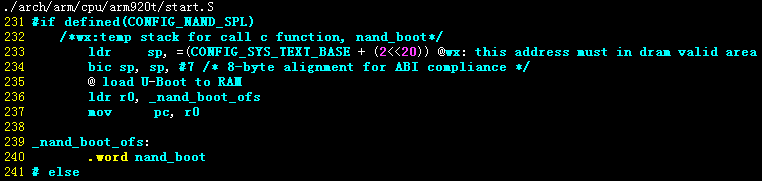 ./arch/arm/cpu/arm920t/start.S
231 #if defined(CONFIG_NAND_SPL)
232 /*wx:temp stack for call c function, nand_boot*/
233 ldr sp, =(CONFIG_SYS_TEXT_BASE + (2<<20)) @wx: this address must in dram valid area
234 bic sp, sp, #7 /* 8-byte alignment for ABI compliance */
235 @ load U-Boot to RAM
236 ldr r0, _nand_boot_ofs
237 mov pc, r0
238
239 _nand_boot_ofs:
240 .word nand_boot
241 # else